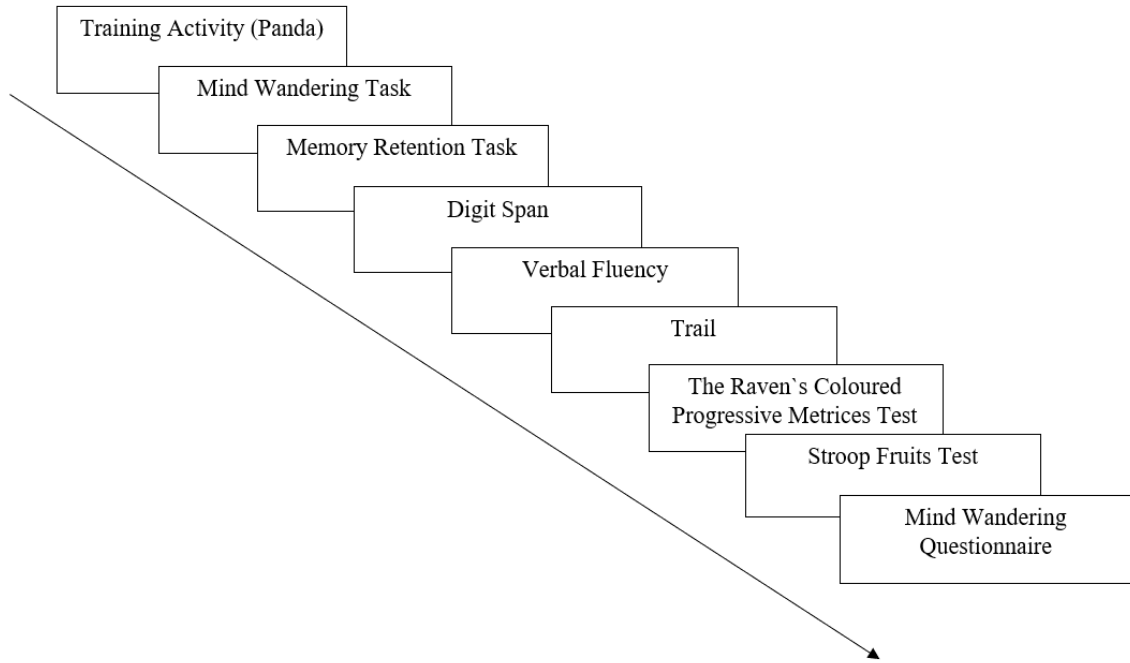 Training Activity (Panda)
Mind Wandering Task
Memory Retention Task
Digit Span
Verbal Fluency
Trail
The Raven`s Coloured
Progressive Metrices Test
Stroop Fruits Test
Mind Wandering
Questionnaire